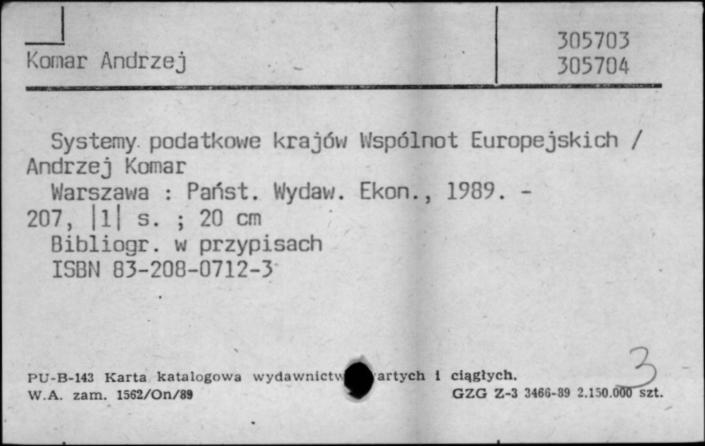 305703
Komar Andrzej 305704
Systemy podatkowe krajów Wspólnot Europejskich /
Andrzej Komar
Warszawa : Państ. Wydaw. Ekon., 1989. -
207, |1| s. ; 20 cm
Bibliogr. w przypisach
ISBN 83-208-0712-3
3
PU-B-143 Karta katalogowa wydawnictw artych i ciągłych.
W.A. zam. 1562/On/89 GZG Z-3 3466-89 2.150.000 szt.